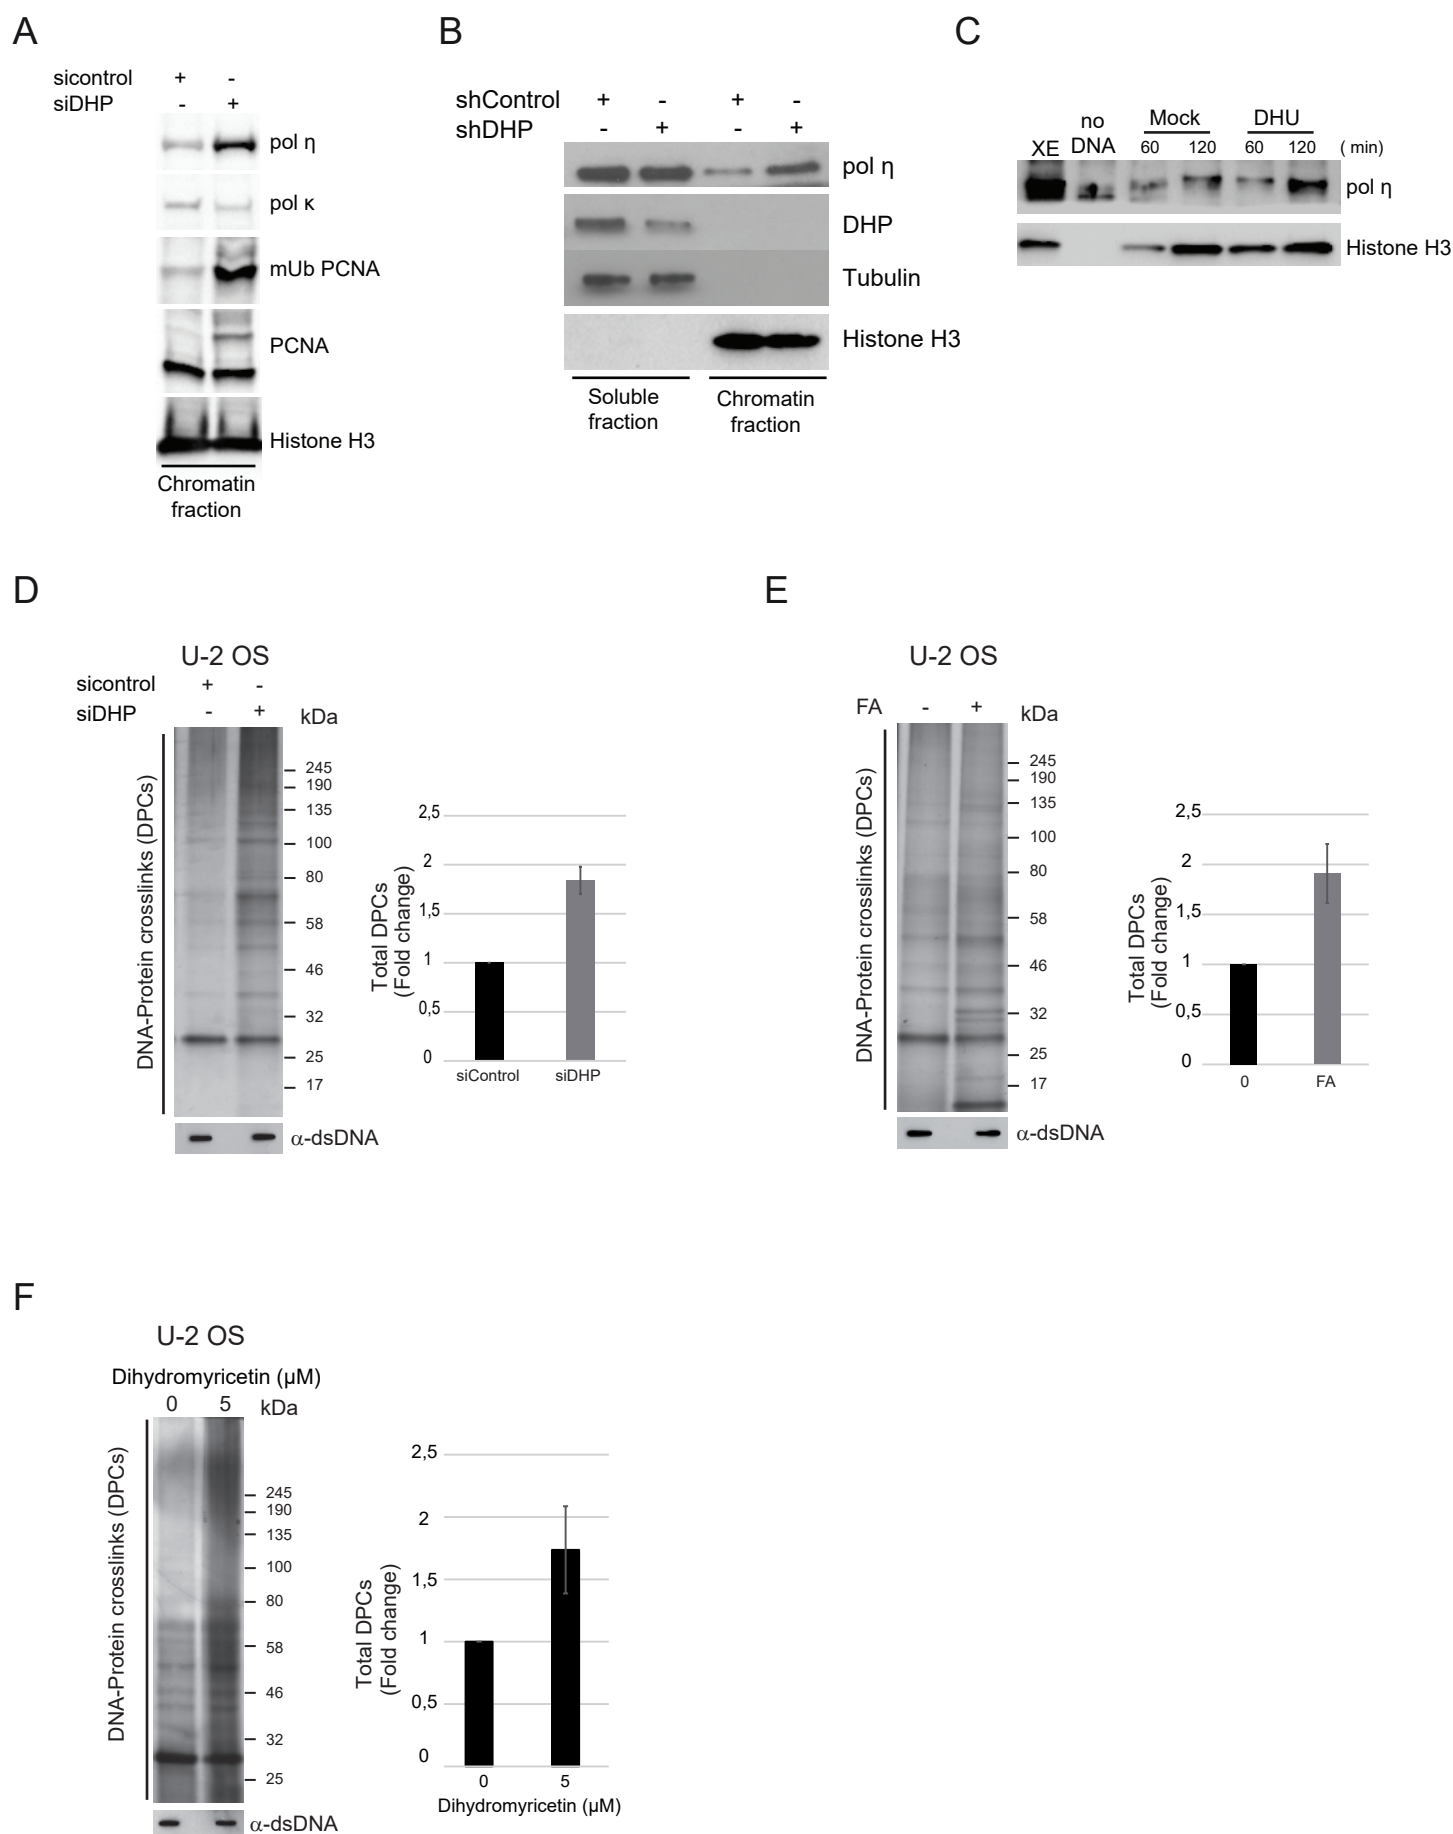 A
sicontrol + -
siDHP - +
pol η
pol κ
mUb PCNA
PCNA
Histone H3
Chromatin
fraction
B
shControl + - + -
shDHP - + - +
pol η
DHP
Tubulin
Histone H3
Soluble
fraction
Chromatin
fraction
C
XE
no
DNA
Mock
DHU
60 120 60 120 ( min)
pol η
Histone H3
D
U-2 OS
sicontrol + -
siDHP - +
kDa
DNA-Protein crosslinks (DPCs)
245
190
135
100
80
58
46
32
25
17
α-dsDNA
Total DPCs
(Fold change)
2,5
2
1,5
1
0,5
0
siControl siDHP
E
U-2 OS
FA - +
kDa
DNA-Protein crosslinks (DPCs)
245
190
135
100
80
58
46
32
25
17
α-dsDNA
Total DPCs
(Fold change)
2,5
2
1,5
1
0,5
0
0 FA
F
U-2 OS
Dihydromyricetin (µM)
0 5
kDa
DNA-Protein crosslinks (DPCs)
245
190
135
100
80
58
46
32
25
α-dsDNA
Total DPCs
(Fold change)
2,5
2
1,5
1
0,5
0
0 5
Dihydromyricetin (µM)